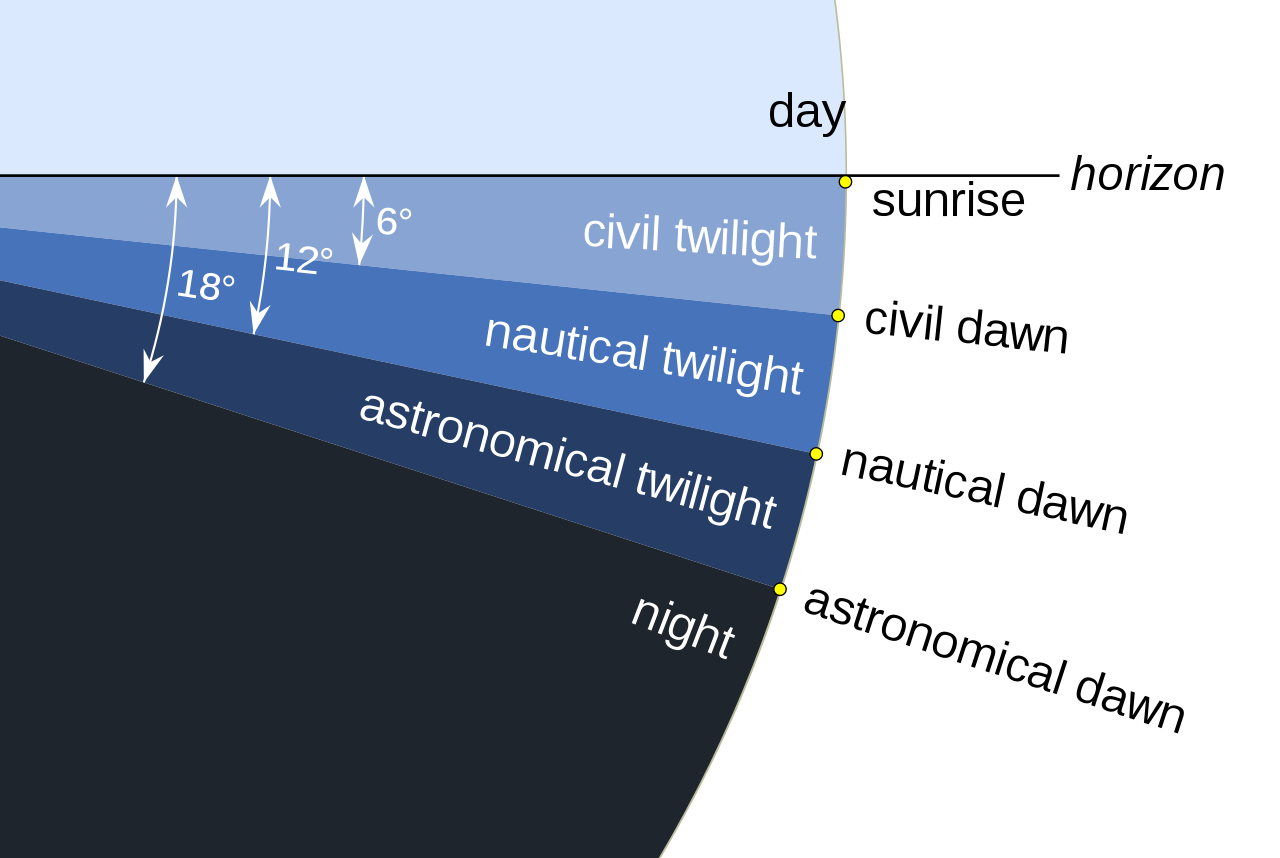 day
horizon
sunrise
6°
civil twilight
12°
18°
civil dawn
nautical twilight
nautical dawn
astronomical twilight
astronomical dawn
night